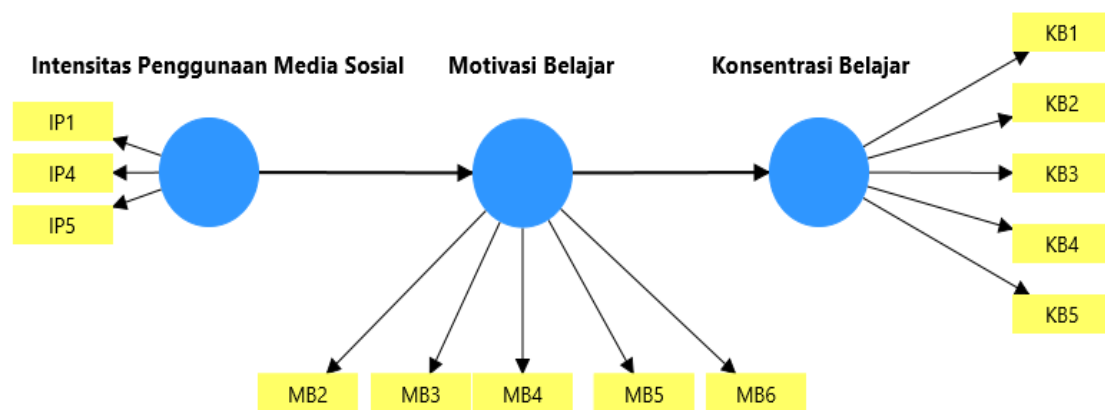 Intensitas Penggunaan Media Sosial
Motivasi Belajar
Konsentrasi Belajar
IP1
IP4
IP5
MB2
MB3
MB4
MB5
MB6
KB1
KB2
KB3
KB4
KB5